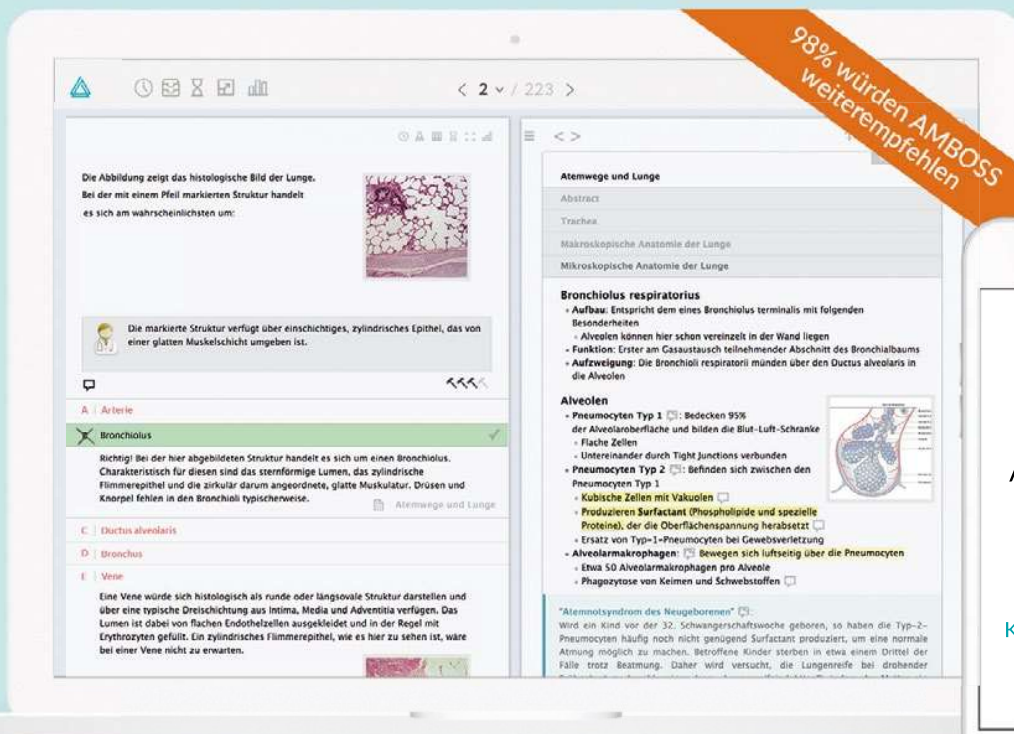 98% würden AMBOSS
weiterempfehlen
< 2 / 223 >
Die Abbildung zeigt das histologische Bild der Lunge.
Bei der mit einem Pfeil markierten Struktur handelt
es sich am wahrscheinlichsten um:
Die markierte Struktur verfügt über einschichtiges, zylindrisches Epithel, das von
einer glatten Muskelschicht umgeben ist.
A | Arterie
Bronchiolus
Richtig! Bei der hier abgebildeten Struktur handelt es sich um einen Bronchiolus.
Charakteristisch für diesen sind das sternförmige Lumen, das zylindrische
Flimmerepithel und die zirkulär darum angeordnete, glatte Muskulatur. Drüsen und
Knorpel fehlen in den Bronchioli typischerweise.
Atemwege und Lunge
C | Ductus alveolaris
D | Bronchus
E | Vene
Eine Vene würde sich histologisch als runde oder längsovale Struktur darstellen und
über eine typische Dreischichtung aus Intima, Media und Adventitia verfügen. Das
Lumen ist dabei von flachen Endothelzellen ausgekleidet und in der Regel mit
Erythrozyten gefüllt. Ein zylindrisches Flimmerepithel, wie es hier zu sehen ist, wäre
bei einer Vene nicht zu erwarten.
< >
Atemwege und Lunge
Abstract
Trachea
Makroskopische Anatomie der Lunge
Mikroskopische Anatomie der Lunge
Bronchiolus respiratorius
- Aufbau: Entspricht dem eines Bronchiolus terminalis mit folgenden
Besonderheiten
- Alveolen können hier schon vereinzelt in der Wand liegen
- Funktion: Erster am Gasaustausch teilnehmender Abschnitt des Bronchialbaums
- Aufzweigung: Die Bronchioli respiratorii münden über den Ductus alveolaris in
die Alveolen
Alveolen
- Pneumocyten Typ 1: Bedecken 95%
der Alveolaroberfläche und bilden die Blut-Luft-Schranke
- Flache Zellen
- Untereinander durch Tight Junctions verbunden
- Pneumocyten Typ 2: Befinden sich zwischen den
Pneumocyten Typ 1
- Kubische Zellen mit Vakuolen
- Produzieren Surfactant (Phospholipide und spezielle
Proteine), der die Oberflächenspannung herabsetzt
- Ersatz von Typ-1-Pneumocyten bei Gewebsverletzung
- Alveolarmakrophagen: Bewegen sich luftseitig über die Pneumocyten
- Etwa 50 Alveolarmakrophagen pro Alveole
- Phagozytose von Keimen und Schwebstoffen
"Atemnotsyndrom des Neugeborenen":
Wird ein Kind vor der 32. Schwangerschaftswoche geboren, so haben die Typ-2-
Pneumocyten häufig noch nicht genügend Surfactant produziert, um eine normale
Atmung möglich zu machen. Betroffene Kinder sterben in etwa einem Drittel der
Fälle trotz Beatmung. Daher wird versucht, die Lungenreife bei drohender
A
K